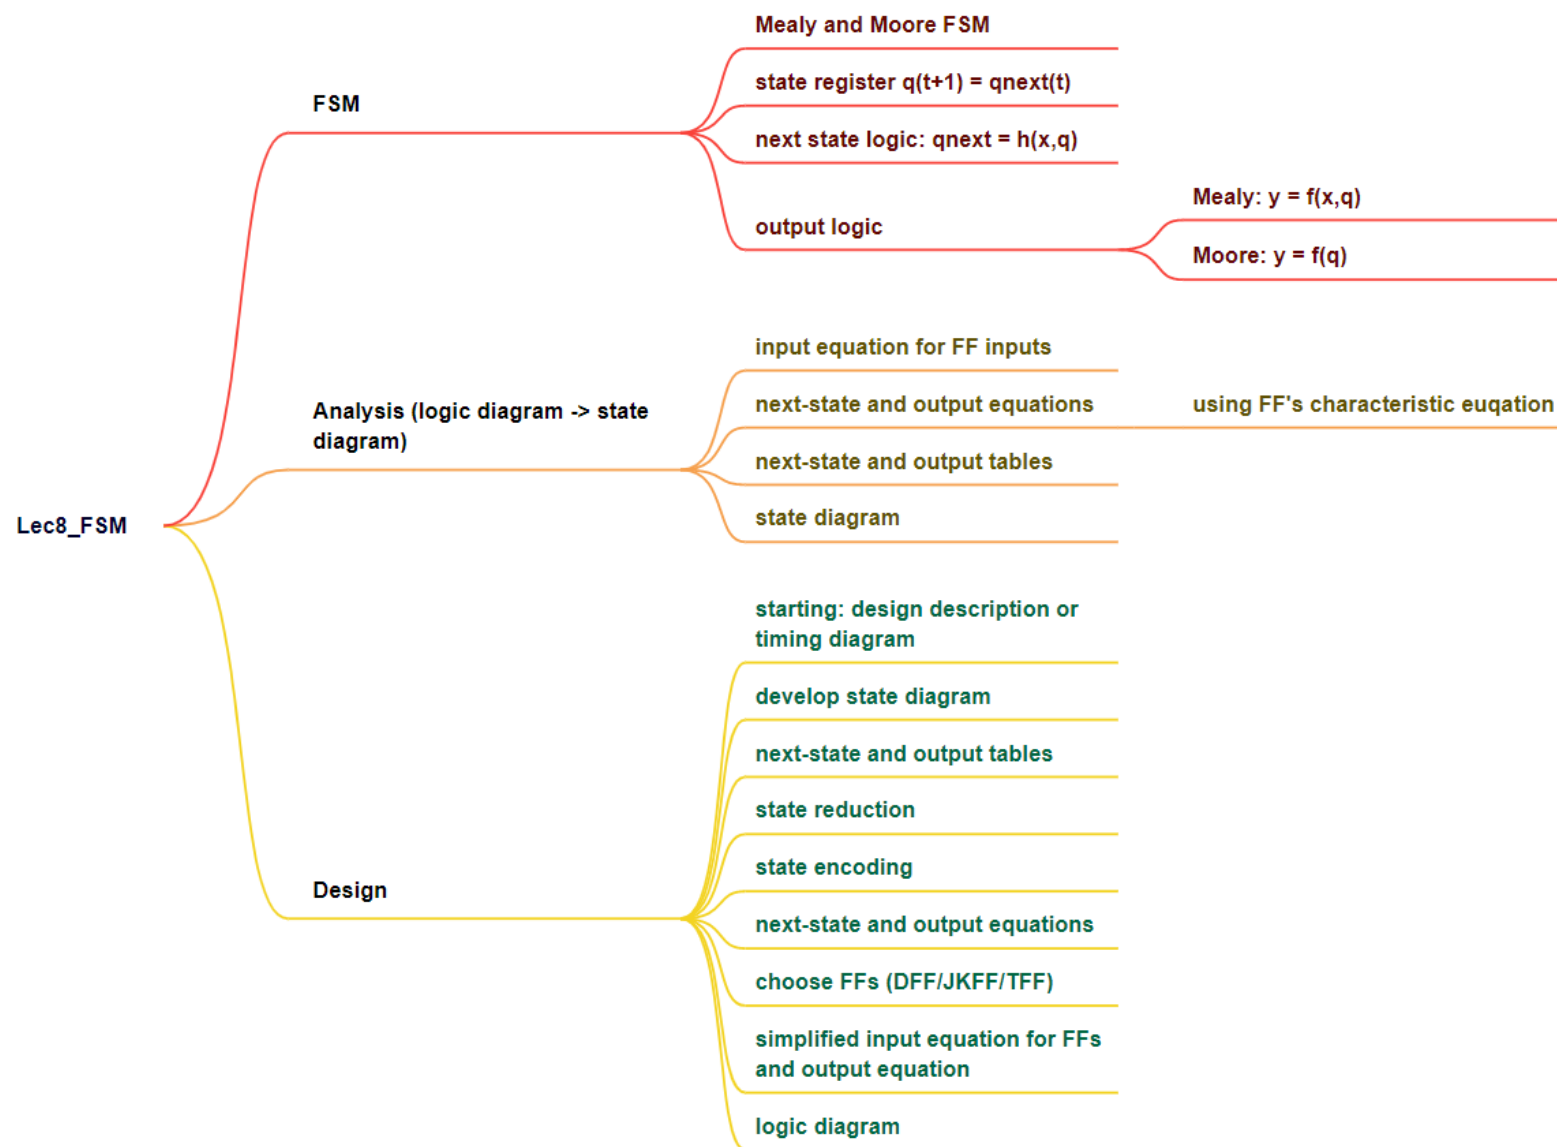 Mealy and Moore FSM
state register q(t+1) = qnext(t)
FSM
next state logic: qnext = h(x,q)
output logic
Mealy: y = f(x,q)
Moore: y = f(q)
input equation for FF inputs
Analysis (logic diagram -> state
diagram)
next-state and output equations
using FF's characteristic euqation
next-state and output tables
state diagram
Lec8_FSM
starting: design description or
timing diagram
develop state diagram
next-state and output tables
state reduction
state encoding
Design
next-state and output equations
choose FFs (DFF/JKFF/TFF)
simplified input equation for FFs
and output equation
logic diagram